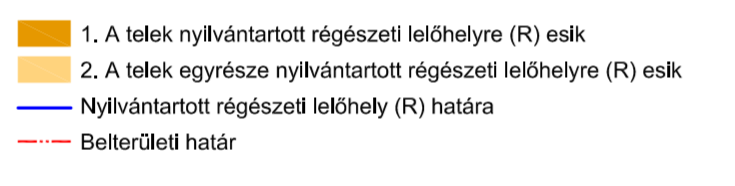 1. A telek nyilvántartott régészeti lelőhelyre (R) esik
2. A telek egyrésze nyilvántartott régészeti lelőhelyre (R) esik
Nyilvántartott régészeti lelőhely (R) határa
Belterületi határ